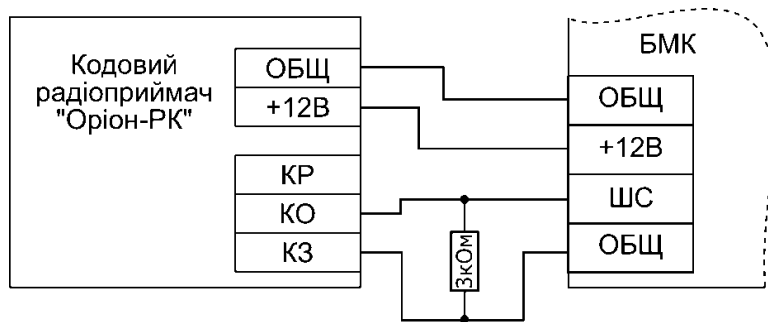 Кодовий
радіоприймач
"Оріон-РК"
ОБЩ
+12В
КР
КО
КЗ
3кОм
БМК
ОБЩ
+12В
ШС
ОБЩ